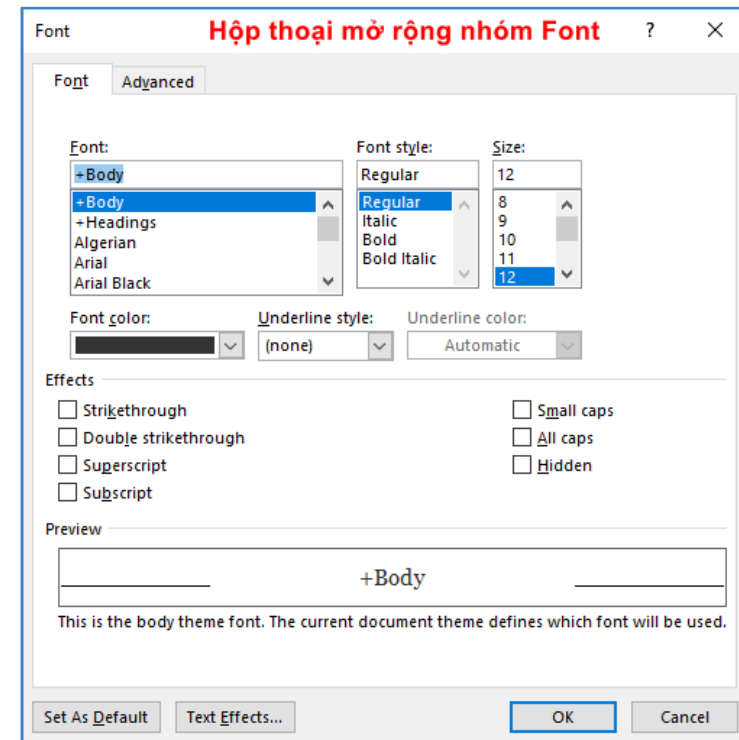 Font Hộp thoại mở rộng nhóm Font ?
Font Advanced
Font: Font style: Size:
+Body Regular 12
+Body Regular 8
+Headings Italic 9
Algerian Bold 10
Arial Bold Italic 11
Arial Black 12
Font color: Underline style: Underline color:
(none) Automatic
Effects
Strikethrough Small caps
Double strikethrough All caps
Superscript Hidden
Subscript
Preview
+Body
This is the body theme font. The current document theme defines which font will be used.
Set As Default Text Effects... OK Cancel